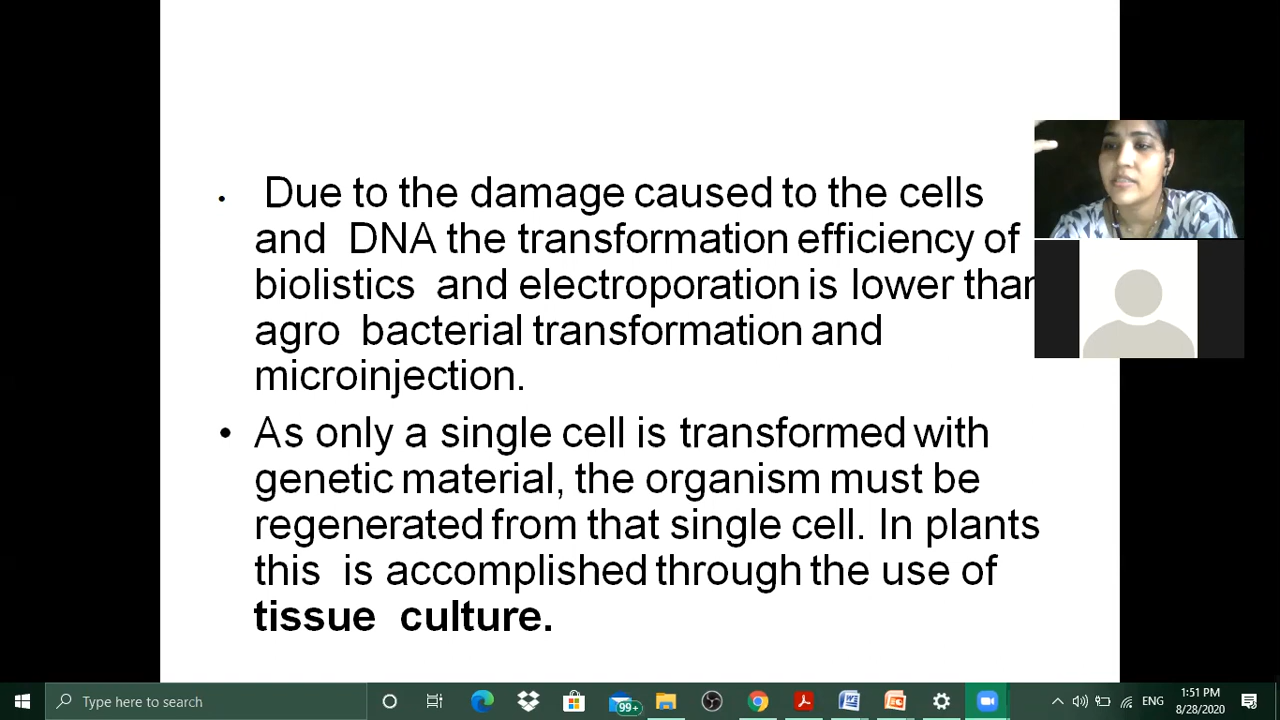 • Due to the damage caused to the cells
and DNA the transformation efficiency of
biolistics and electroporation is lower than
agro bacterial transformation and
microinjection.
• As only a single cell is transformed with
genetic material, the organism must be
regenerated from that single cell. In plants
this is accomplished through the use of
tissue culture.
Type here to search
99+
ENG
1:51 PM
8/28/2020